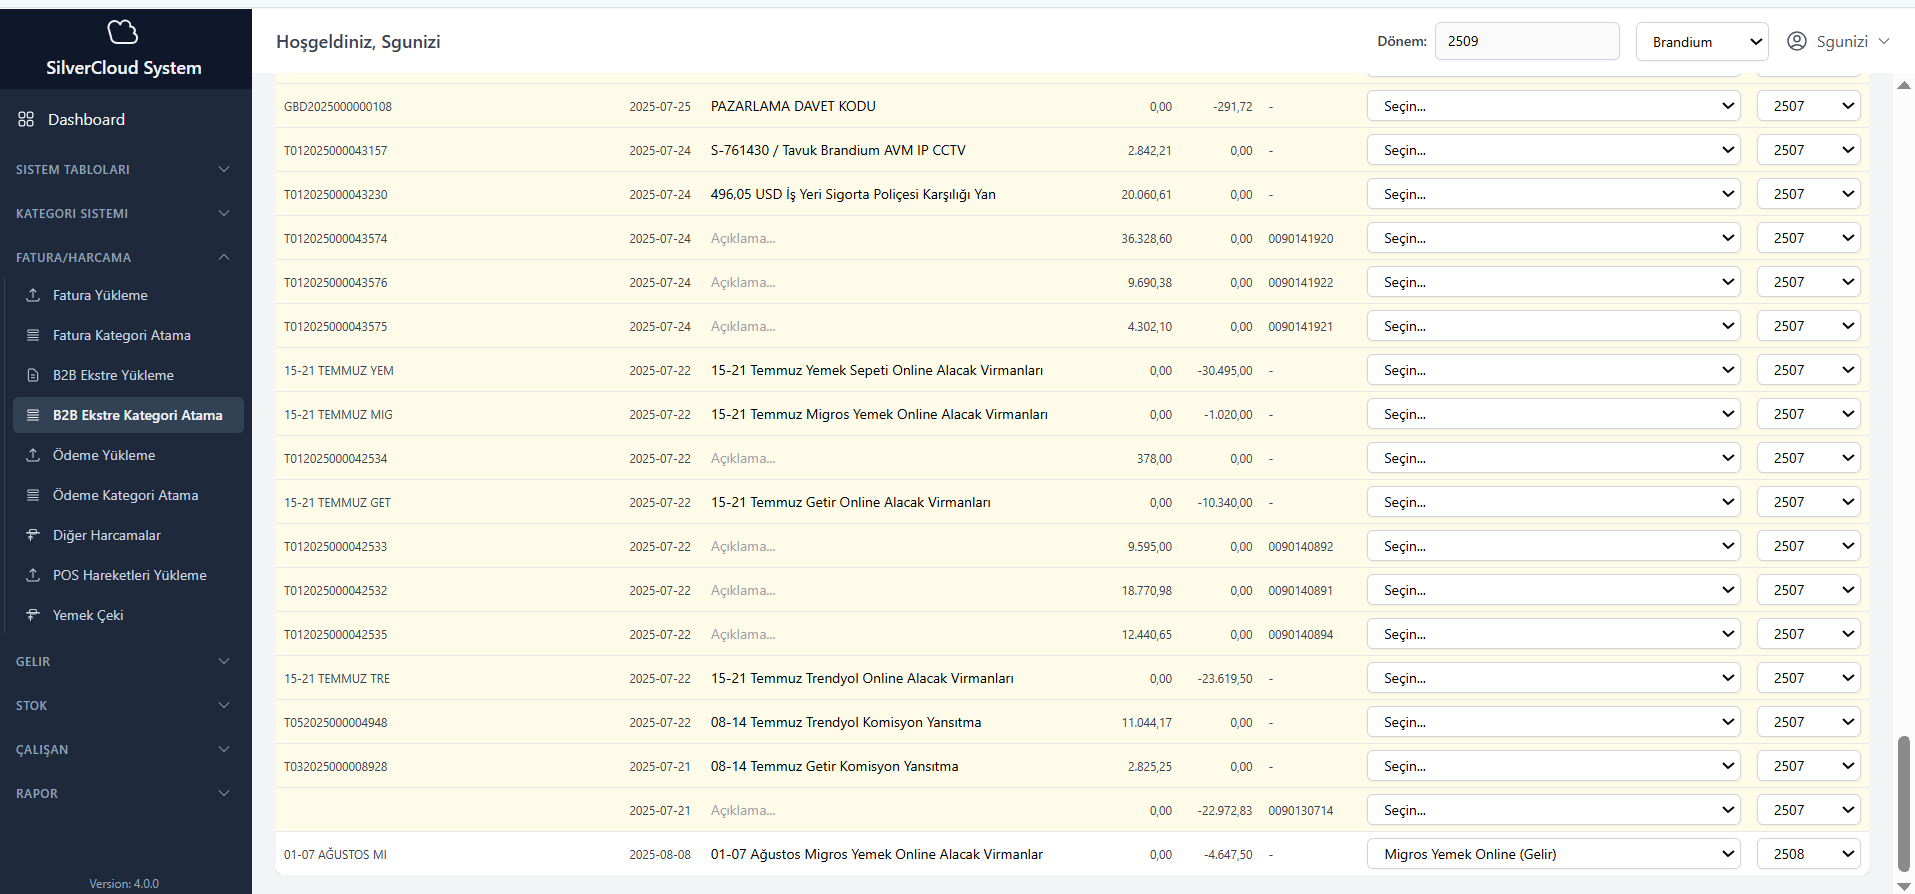 SilverCloud System
Hoşgeldiniz, Sgunizi
Dönem: 2509 Brandium Sgunizi
Dashboard
SISTEM TABLOLARI
KATEGORI SISTEMI
FATURA/HARCAMA
Fatura Yükleme
Fatura Kategori Atama
B2B Ekstre Yükleme
B2B Ekstre Kategori Atama
Ödeme Yükleme
Ödeme Kategori Atama
Diğer Harcamalar
POS Hareketleri Yükleme
Yemek Çeki
GELIR
STOK
ÇALIŞAN
RAPOR
Version: 4.0.0
GBD2025000000108 2025-07-25 PAZARLAMA DAVET KODU 0,00 -291,72 - Seçin... 2507
T012025000043157 2025-07-24 S-761430 / Tavuk Brandium AVM IP CCTV 2.842,21 0,00 - Seçin... 2507
T012025000043230 2025-07-24 496,05 USD İş Yeri Sigorta Poliçesi Karşılığı Yan 20.060,61 0,00 - Seçin... 2507
T012025000043574 2025-07-24 Açıklama... 36.328,60 0,00 0090141920 Seçin... 2507
T012025000043576 2025-07-24 Açıklama... 9.690,38 0,00 0090141922 Seçin... 2507
T012025000043575 2025-07-24 Açıklama... 4.302,10 0,00 0090141921 Seçin... 2507
15-21 TEMMUZ YEM 2025-07-22 15-21 Temmuz Yemek Sepeti Online Alacak Virmanları 0,00 -30.495,00 - Seçin... 2507
15-21 TEMMUZ MIG 2025-07-22 15-21 Temmuz Migros Yemek Online Alacak Virmanları 0,00 -1.020,00 - Seçin... 2507
T012025000042534 2025-07-22 Açıklama... 378,00 0,00 - Seçin... 2507
15-21 TEMMUZ GET 2025-07-22 15-21 Temmuz Getir Online Alacak Virmanları 0,00 -10.340,00 - Seçin... 2507
T012025000042533 2025-07-22 Açıklama... 9.595,00 0,00 0090140892 Seçin... 2507
T012025000042532 2025-07-22 Açıklama... 18.770,98 0,00 0090140891 Seçin... 2507
T012025000042535 2025-07-22 Açıklama... 12.440,65 0,00 0090140894 Seçin... 2507
15-21 TEMMUZ TRE 2025-07-22 15-21 Temmuz Trendyol Online Alacak Virmanları 0,00 -23.619,50 - Seçin... 2507
T052025000004948 2025-07-22 08-14 Temmuz Trendyol Komisyon Yansıtma 11.044,17 0,00 - Seçin... 2507
T032025000008928 2025-07-21 08-14 Temmuz Getir Komisyon Yansıtma 2.825,25 0,00 - Seçin... 2507
2025-07-21 Açıklama... 0,00 -22.972,83 0090130714 Seçin... 2507
01-07 AĞUSTOS MI 2025-08-08 01-07 Ağustos Migros Yemek Online Alacak Virmanlar 0,00 -4.647,50 - Migros Yemek Online (Gelir) 2508